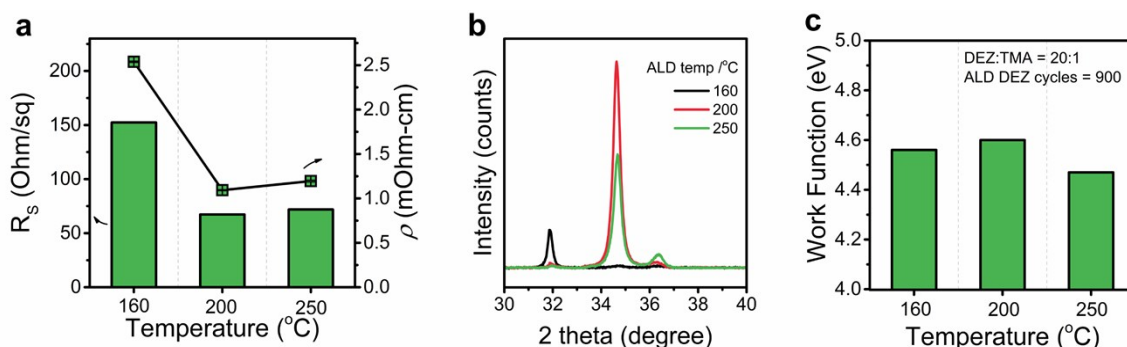 a
R_S (Ohm/sq)
200
150
100
50
0
2.5
2.0
1.5
1.0
0.5
0.0
ρ (mOhm-cm)
160 200 250
Temperature (°C)
b
Intensity (counts)
ALD temp /°C
160
200
250
30 32 34 36 38 40
2 theta (degree)
c
Work Function (eV)
5.0
4.8
4.6
4.4
4.2
4.0
DEZ:TMA = 20:1
ALD DEZ cycles = 900
160 200 250
Temperature (°C)